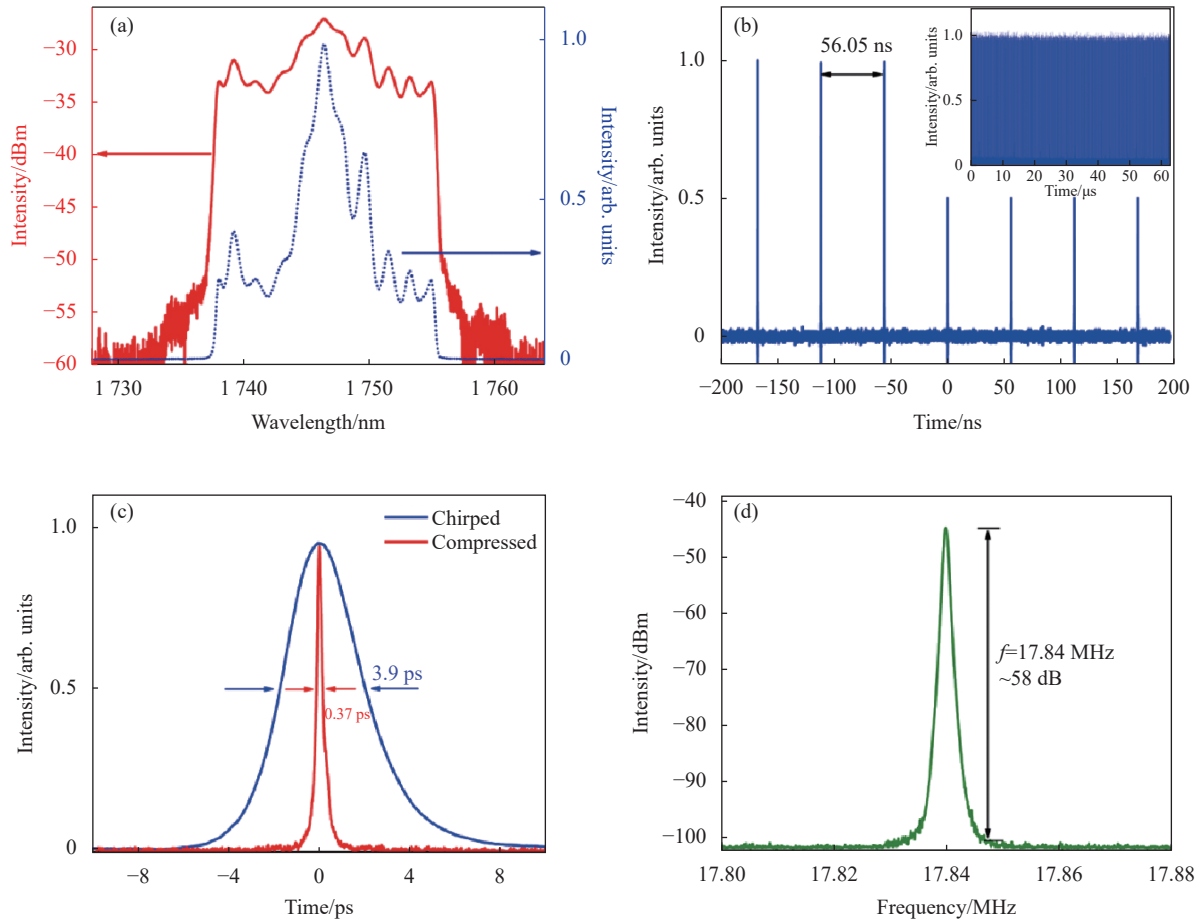 (a)
−30
−35
−40
−45
−50
−55
−60
Intensity/dBm
1.0
0.5
0
Intensity/arb. units
1 730
1 740
1 750
1 760
Wavelength/nm
(b)
56.05 ns
1.0
0.5
0
Intensity/arb. units
−200
−150
−100
−50
0
50
100
150
200
Time/ns
1.0
0.5
0
Intensity/arb. units
0
10
20
30
40
50
60
Time/μs
(c)
Chirped
Compressed
1.0
0.5
0
Intensity/arb. units
3.9 ps
0.37 ps
−8
−4
0
4
8
Time/ps
(d)
−40
−50
−60
−70
−80
−90
−100
Intensity/dBm
f=17.84 MHz
~58 dB
17.80
17.82
17.84
17.86
17.88
Frequency/MHz